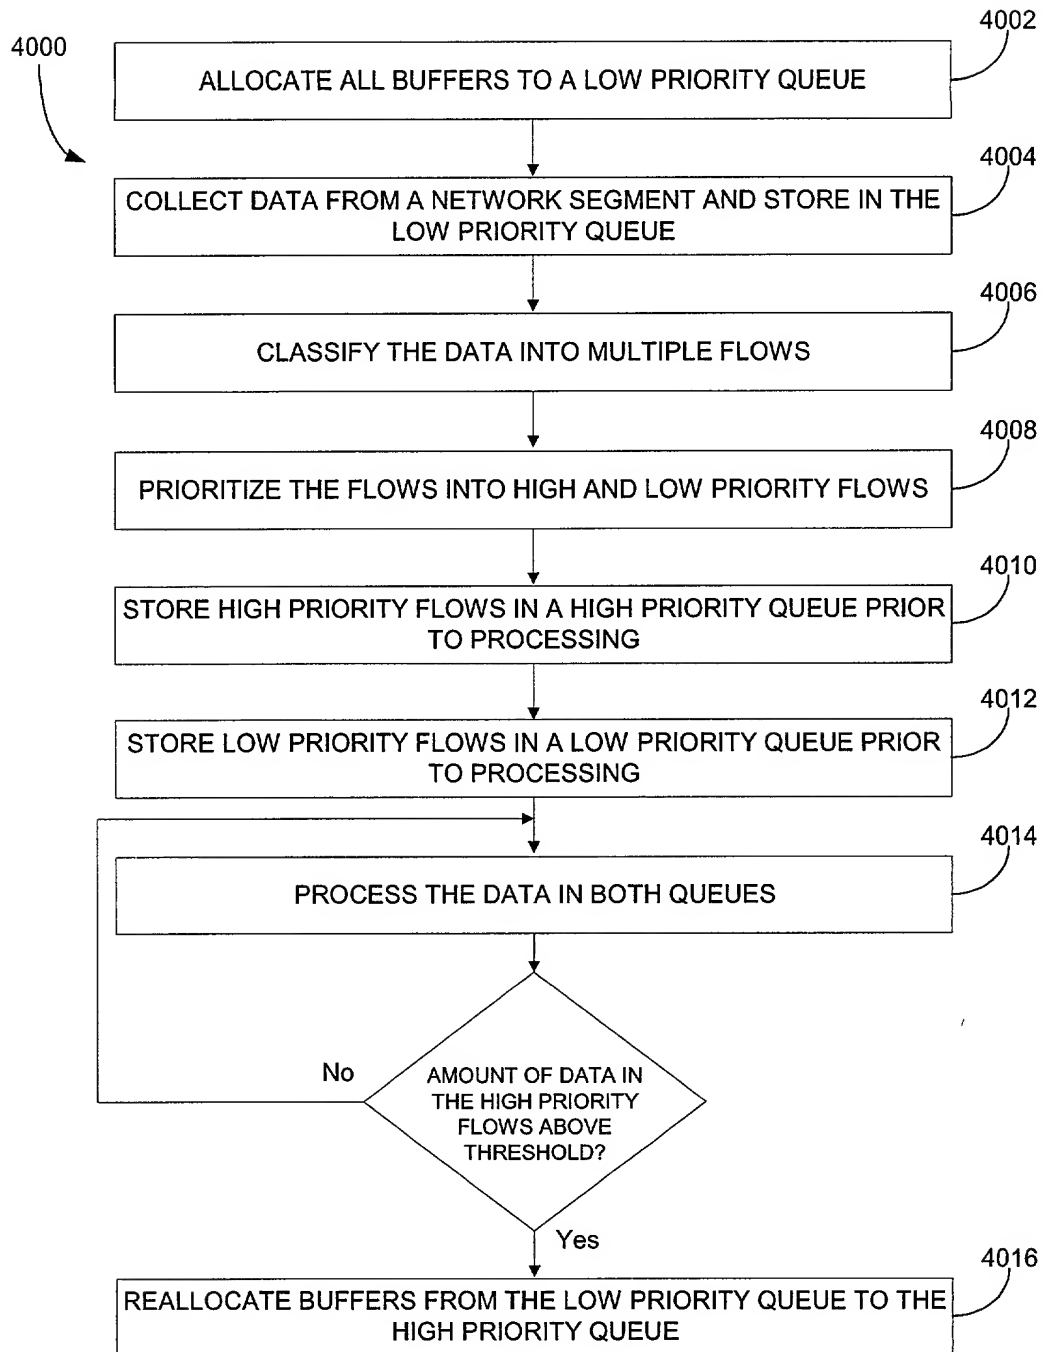 4000
4002
ALLOCATE ALL BUFFERS TO A LOW PRIORITY QUEUE
4004
COLLECT DATA FROM A NETWORK SEGMENT AND STORE IN THE
LOW PRIORITY QUEUE
4006
CLASSIFY THE DATA INTO MULTIPLE FLOWS
4008
PRIORITIZE THE FLOWS INTO HIGH AND LOW PRIORITY FLOWS
4010
STORE HIGH PRIORITY FLOWS IN A HIGH PRIORITY QUEUE PRIOR
TO PROCESSING
4012
STORE LOW PRIORITY FLOWS IN A LOW PRIORITY QUEUE PRIOR
TO PROCESSING
4014
PROCESS THE DATA IN BOTH QUEUES
No
AMOUNT OF DATA IN
THE HIGH PRIORITY
FLOWS ABOVE
THRESHOLD?
Yes
4016
REALLOCATE BUFFERS FROM THE LOW PRIORITY QUEUE TO THE
HIGH PRIORITY QUEUE